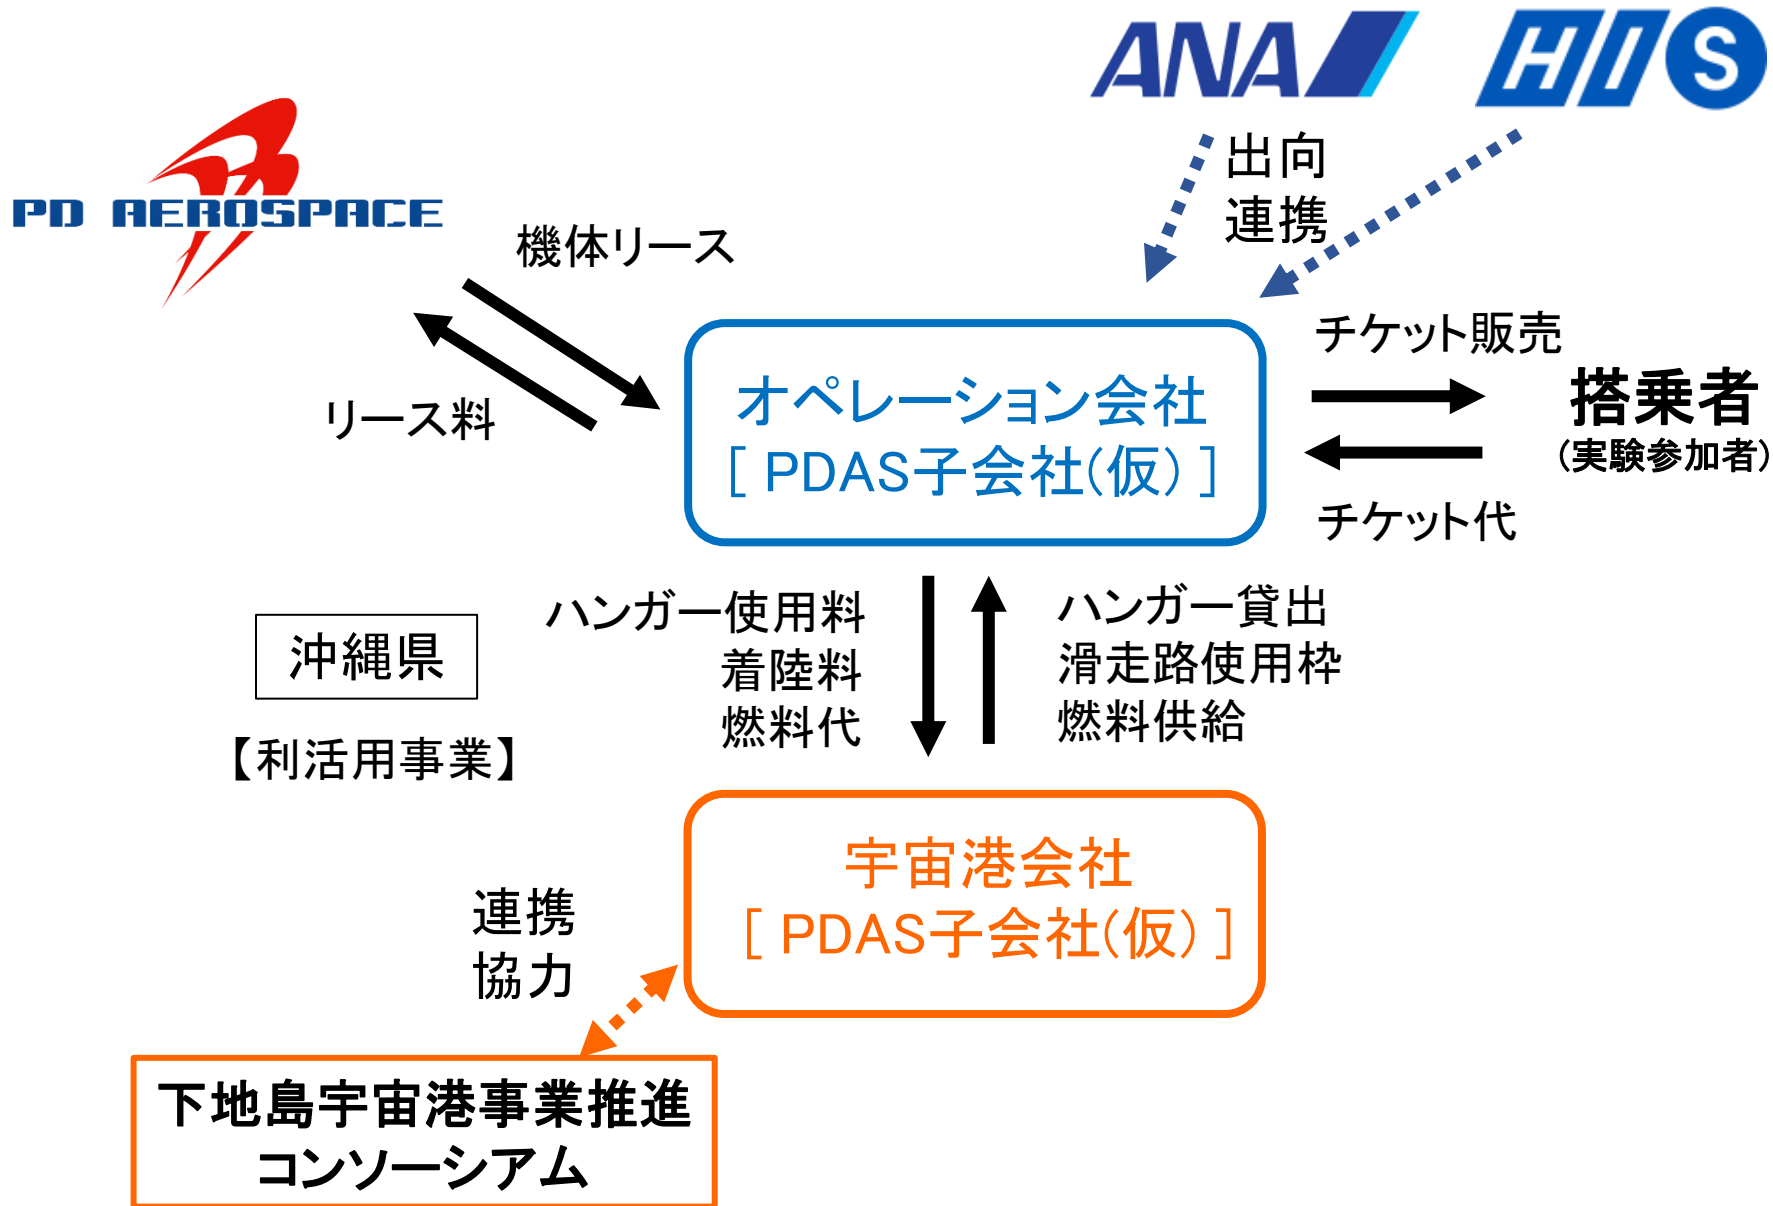 ANA
HIS
出向
連携
PD AEROSPACE
機体リース
リース料
オペレーション会社
[ PDAS子会社(仮) ]
チケット販売
搭乗者
(実験参加者)
チケット代
ハンガー使用料
着陸料
燃料代
ハンガー貸出
滑走路使用枠
燃料供給
沖縄県
【利活用事業】
宇宙港会社
[ PDAS子会社(仮) ]
連携
協力
下地島宇宙港事業推進
コンソーシアム